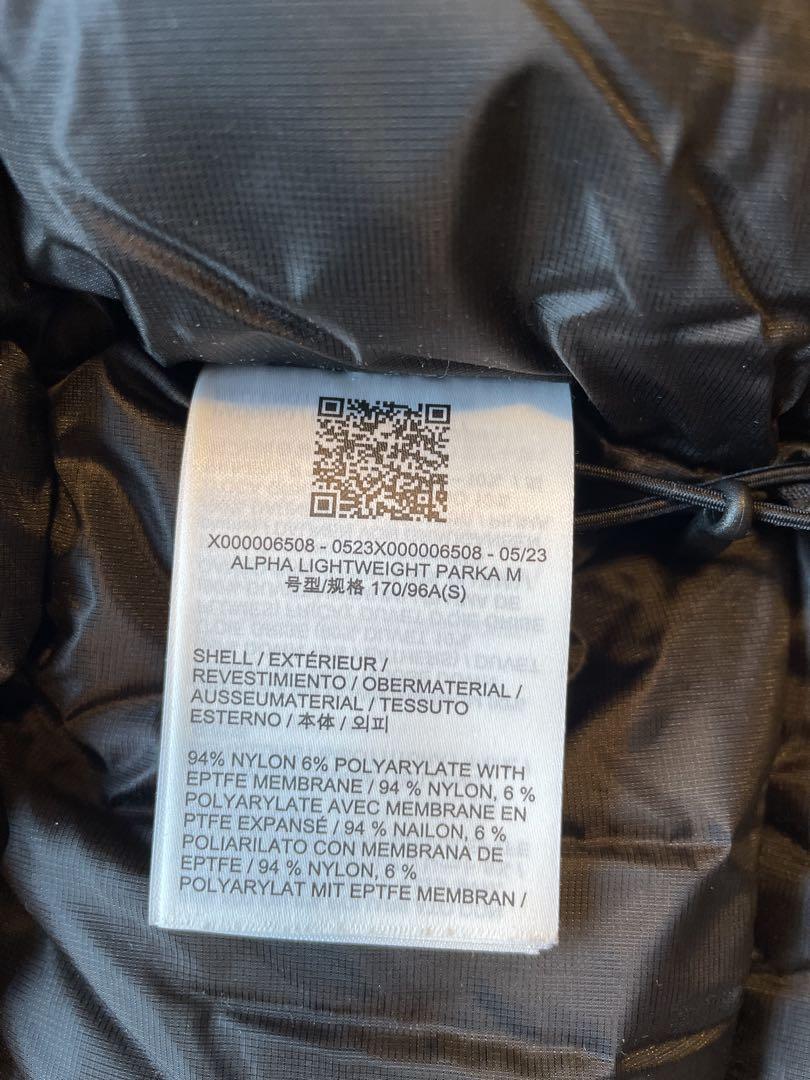 X000006508 - 0523X000006508 - 05/23
ALPHA LIGHTWEIGHT PARKA M
号型/规格 170/96A(S)
SHELL / EXTÉRIEUR /
REVESTIMIENTO / OBERMATERIAL /
AUSSEUMATERIAL / TESSUTO
ESTERNO / 本体 / 외피
94% NYLON 6% POLYARYLATE WITH
EPTFE MEMBRANE / 94 % NYLON, 6 %
POLYARYLATE AVEC MEMBRANE EN
PTFE EXPANSÉ / 94 % NAILON, 6 %
POLIARILATO CON MEMBRANA DE
EPTFE / 94 % NYLON, 6 %
POLYARYLAT MIT EPTFE MEMBRAN /